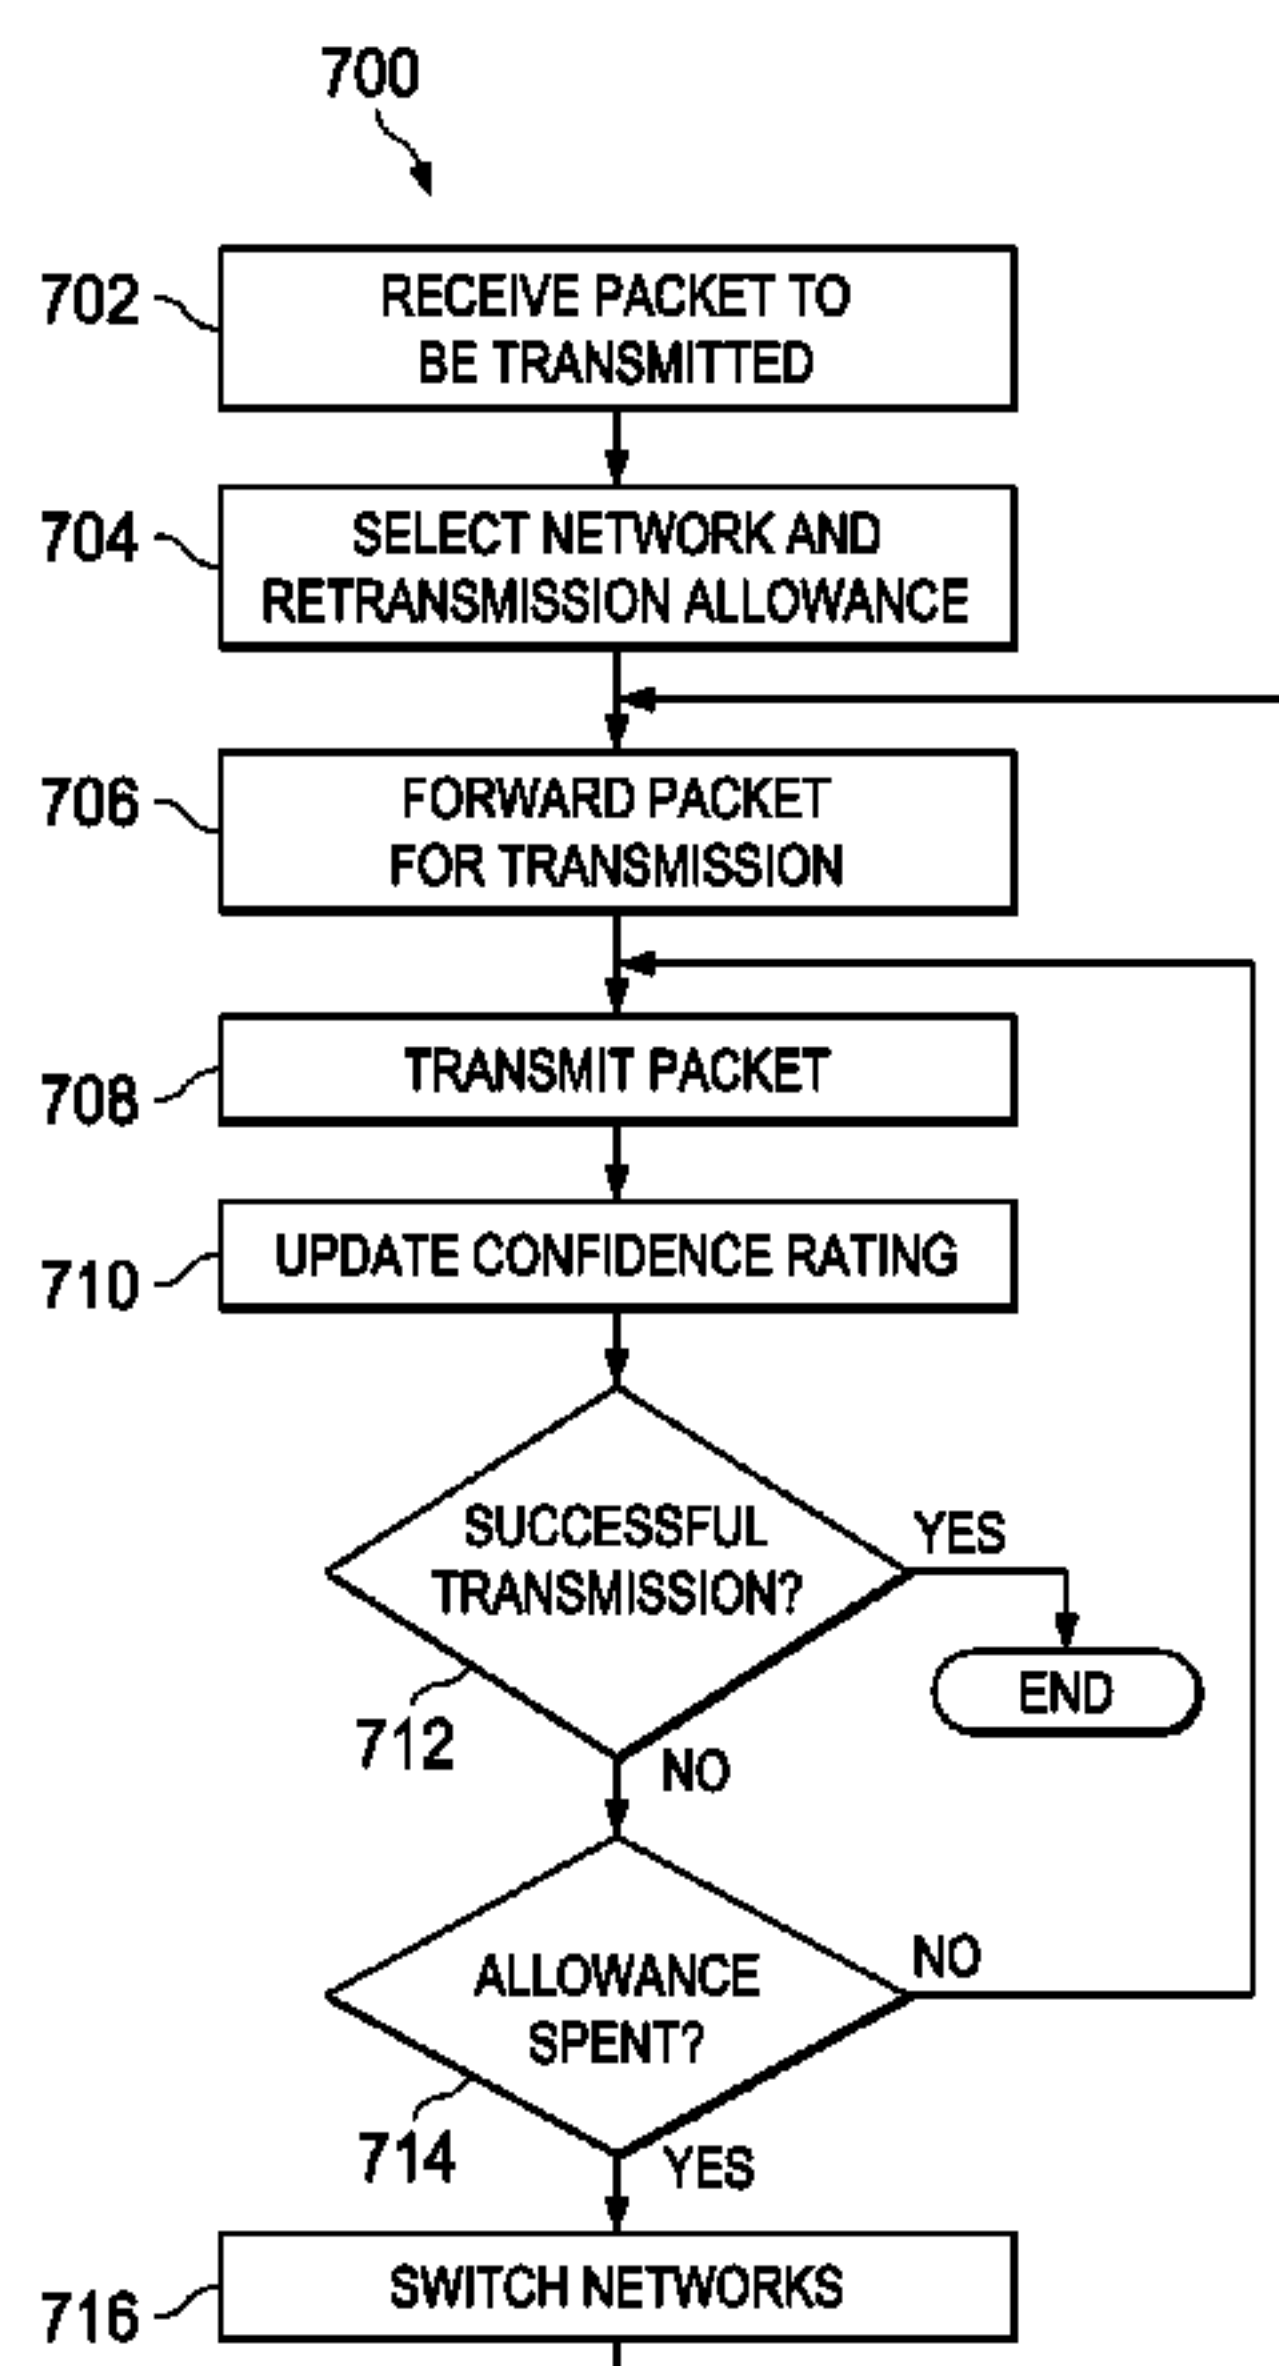 700
702
RECEIVE PACKET TO
BE TRANSMITTED
704
SELECT NETWORK AND
RETRANSMISSION ALLOWANCE
706
FORWARD PACKET
FOR TRANSMISSION
708
TRANSMIT PACKET
710
UPDATE CONFIDENCE RATING
SUCCESSFUL
TRANSMISSION?
YES
END
712
NO
ALLOWANCE
SPENT?
NO
714
YES
716
SWITCH NETWORKS